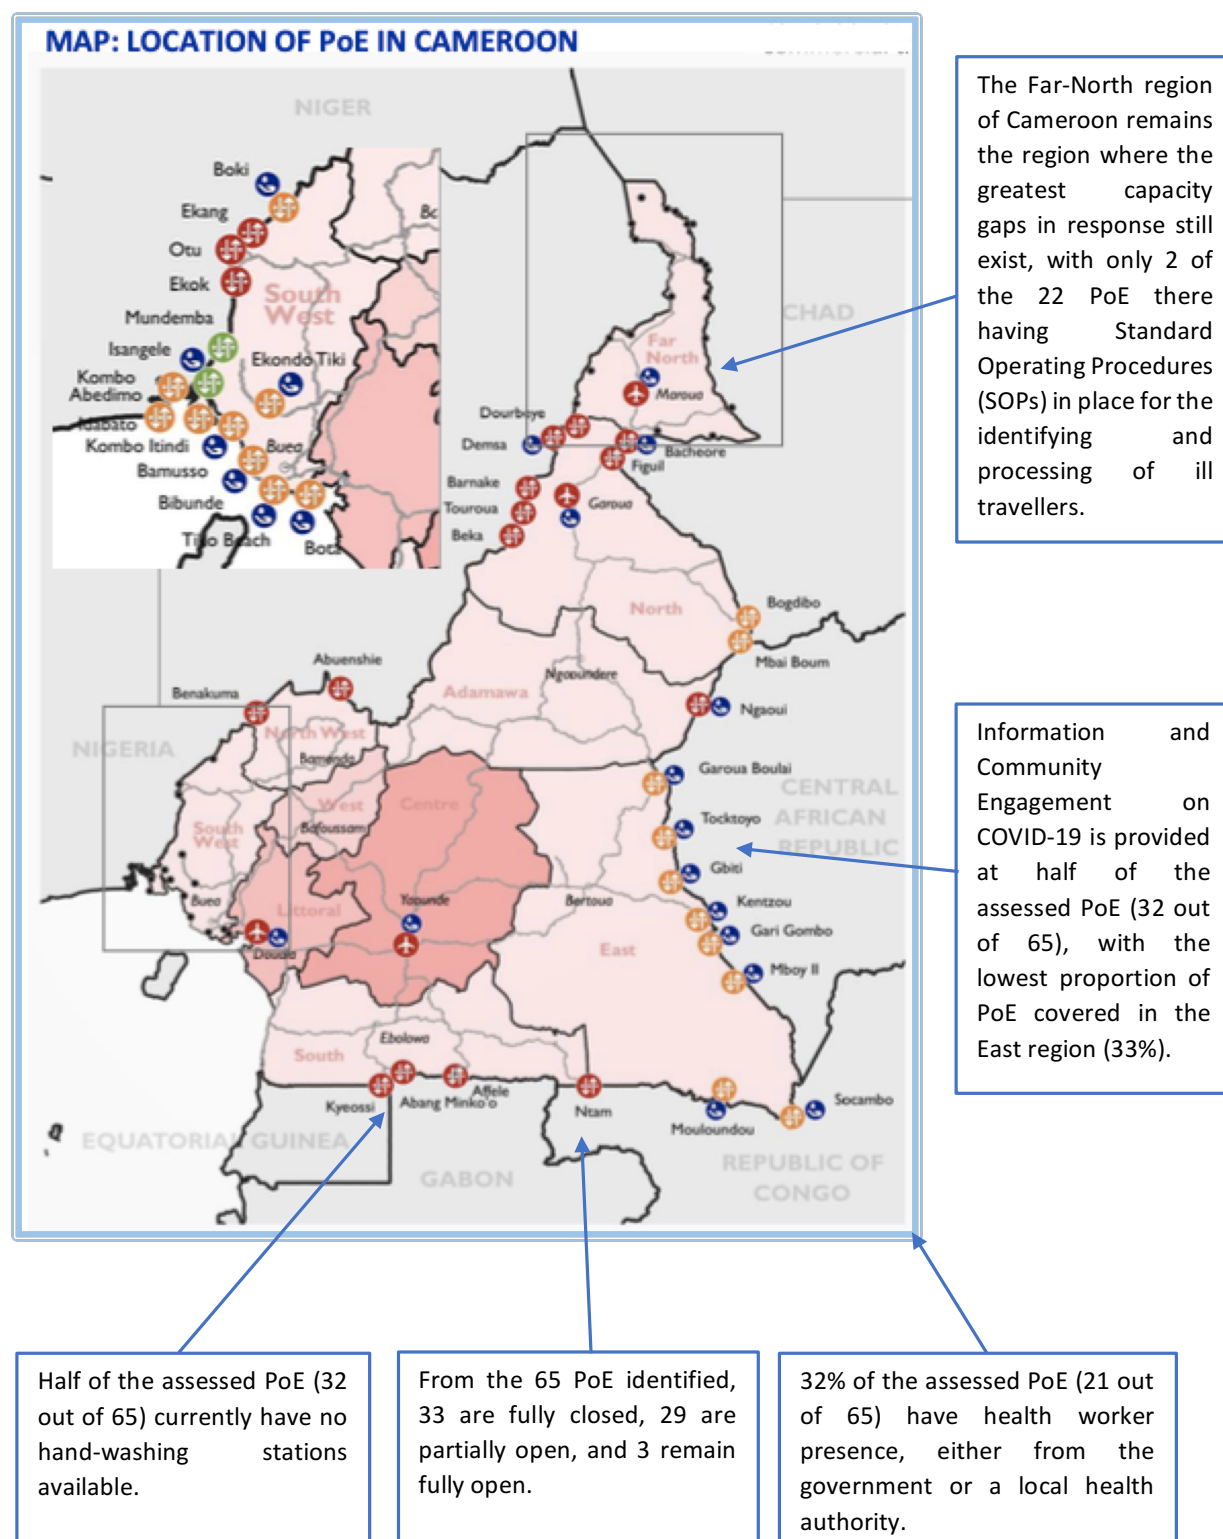 MAP: LOCATION OF PoE IN CAMEROON
NIGER
Boki
Ekang
Otu
Ekok
South
West
Mundemba
Isangele
Ekondo Tiki
Kombo
Abedimo
Idabato
Kombo Itindi
Buea
Bamusso
Bibunde
Tiko Beach
Bota
CHAD
Far
North
Maroua
Dourbeye
Demsa
Bacheore
Figuil
Barnake
Garoua
Touroua
Beka
North
Bogdibo
Mbai Boum
Abuenshie
Ngaoundere
Adamawa
Benakuma
Ngaoui
NIGERIA
North West
Bamenda
Garoua Boulai
CENTRAL
AFRICAN
REPUBLIC
West
Centre
Tocktoyo
South
West
Bafoussam
Gbiti
Buea
Yaounde
Bertoua
Kentzou
Littoral
Gari Gombo
Douala
East
Mboy II
Ebolowa
South
Kyeossi
Abang Minko'o
Affele
Ntam
Socambo
Mouloundou
EQUATORIAL GUINEA
GABON
REPUBLIC OF
CONGO
The Far-North region
of Cameroon remains
the region where the
greatest capacity
gaps in response still
exist, with only 2 of
the 22 PoE there
having Standard
Operating Procedures
(SOPs) in place for the
identifying and
processing of ill
travellers.
Information and
Community
Engagement on
COVID-19 is provided
at half of the
assessed PoE (32 out
of 65), with the
lowest proportion of
PoE covered in the
East region (33%).
Half of the assessed PoE (32
out of 65) currently have no
hand-washing stations
available.
From the 65 PoE identified,
33 are fully closed, 29 are
partially open, and 3 remain
fully open.
32% of the assessed PoE (21 out
of 65) have health worker
presence, either from the
government or a local health
authority.